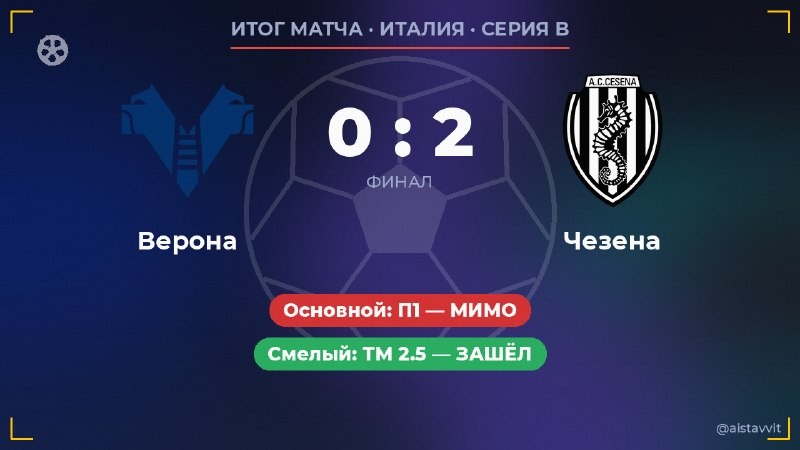 ИТОГ МАТЧА · ИТАЛИЯ · СЕРИЯ В
A.C.CESENA
0 : 2
ФИНАЛ
Верона
Чезена
Основной: П1 — МИМО
Смелый: ТМ 2.5 — ЗАШЁЛ
@aistavvit